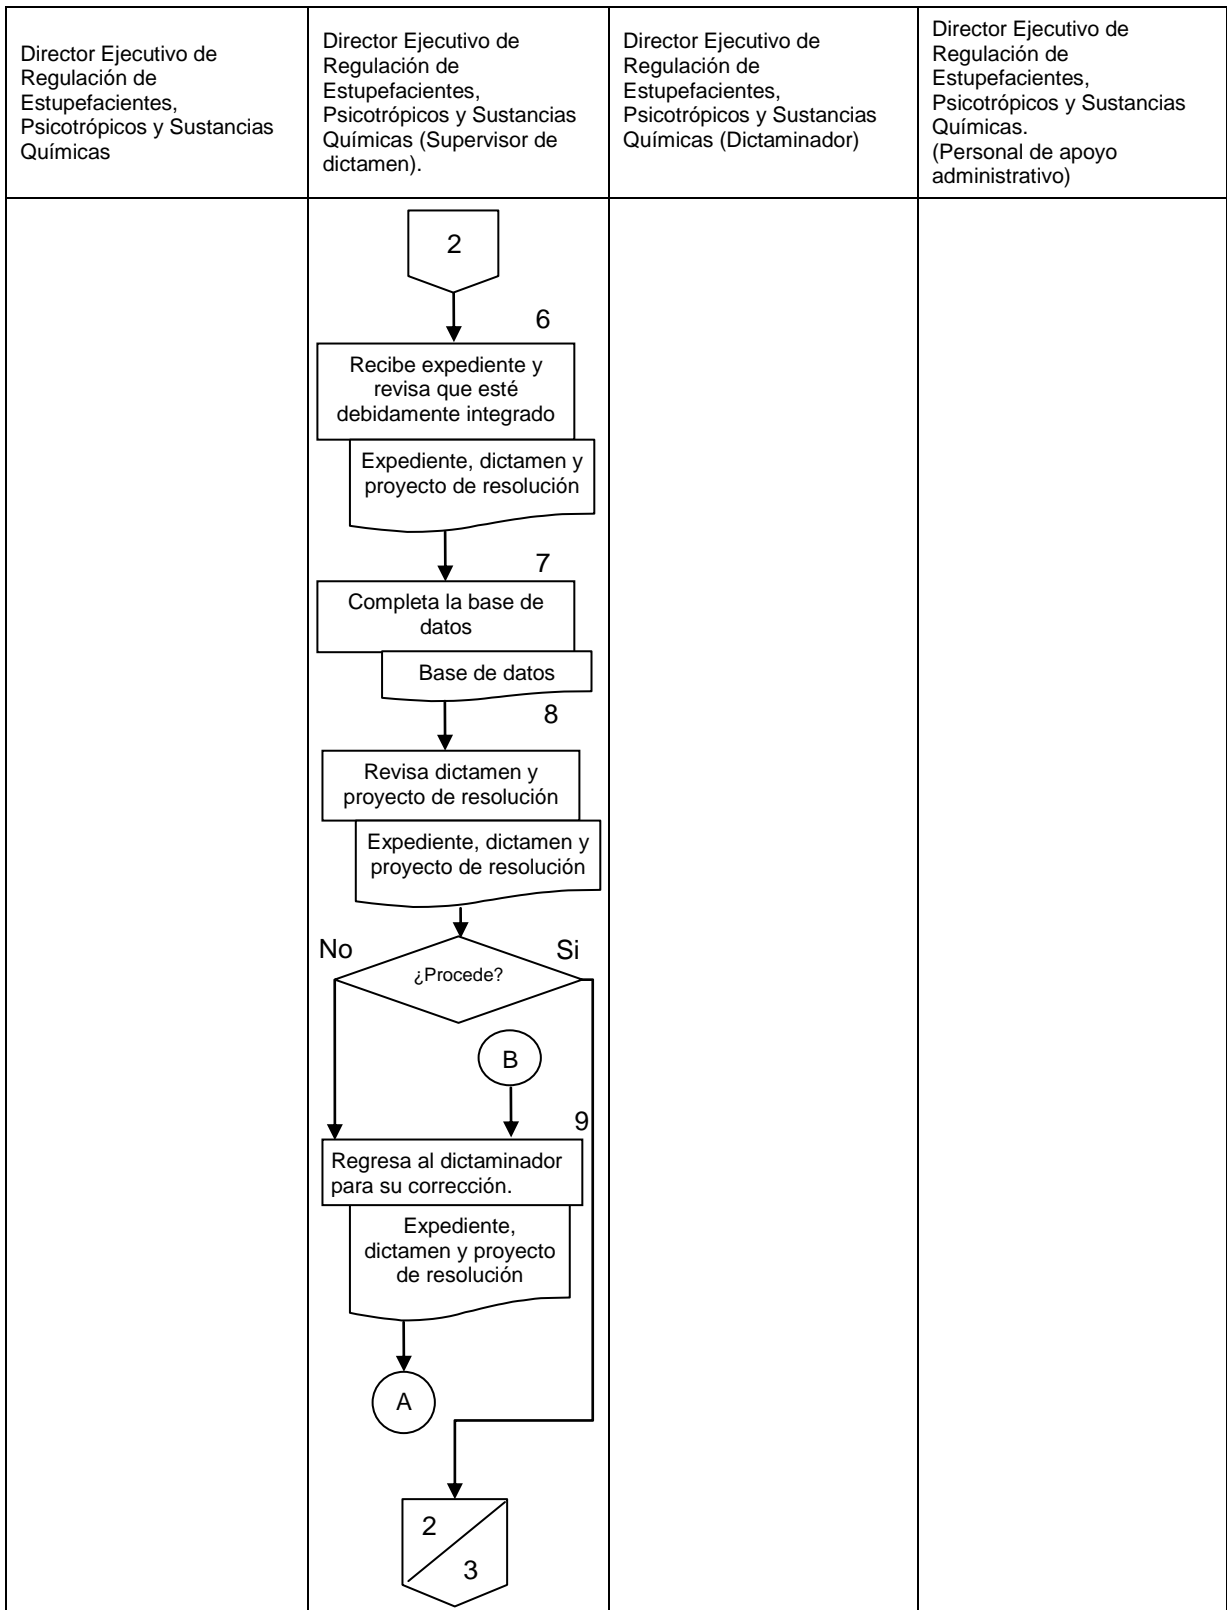 Director Ejecutivo de
Regulación de
Estupefacientes,
Psicotrópicos y Sustancias
Químicas
Director Ejecutivo de
Regulación de
Estupefacientes,
Psicotrópicos y Sustancias
Químicas (Supervisor de
dictamen).
Director Ejecutivo de
Regulación de
Estupefacientes,
Psicotrópicos y Sustancias
Químicas (Dictaminador)
Director Ejecutivo de
Regulación de
Estupefacientes,
Psicotrópicos y Sustancias
Químicas.
(Personal de apoyo
administrativo)
2
6
Recibe expediente y
revisa que esté
debidamente integrado
Expediente, dictamen y
proyecto de resolución
7
Completa la base de
datos
Base de datos
8
Revisa dictamen y
proyecto de resolución
Expediente, dictamen y
proyecto de resolución
No
Si
¿Procede?
B
9
Regresa al dictaminador
para su corrección.
Expediente,
dictamen y proyecto
de resolución
A
2
3